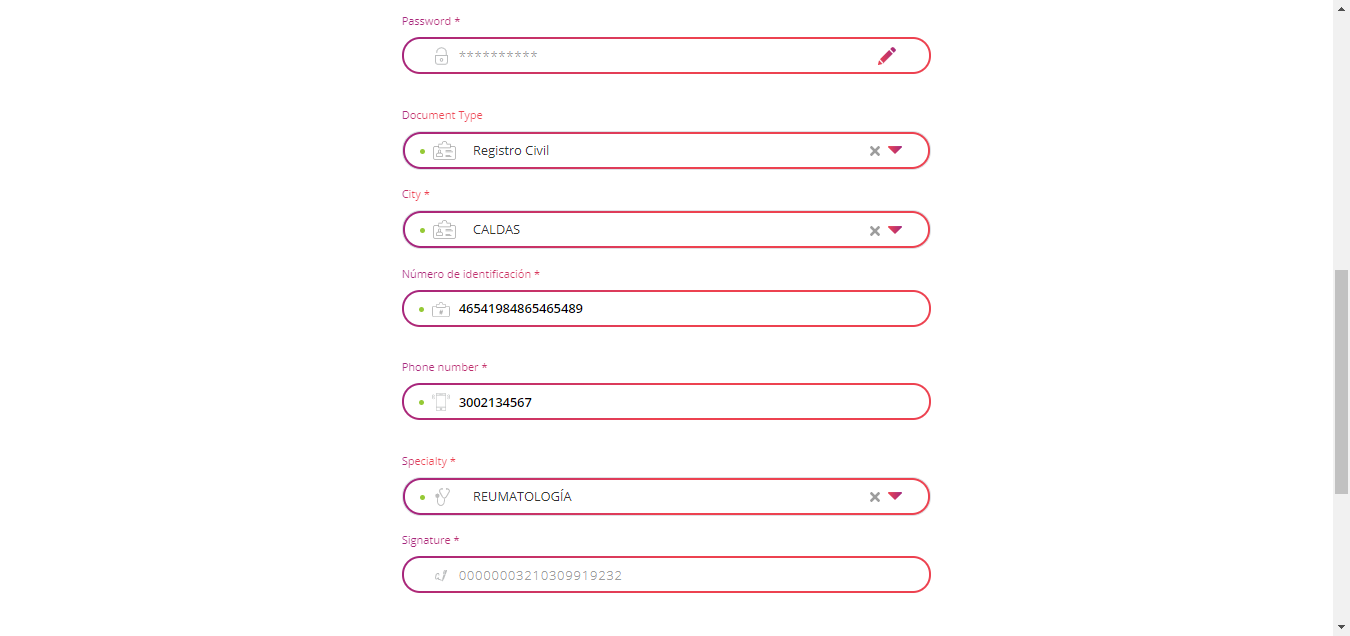 Password *
**********
Document Type
Registro Civil
City *
CALDAS
Número de identificación *
46541984865465489
Phone number *
3002134567
Specialty *
REUMATOLOGÍA
Signature *
00000003210309919232